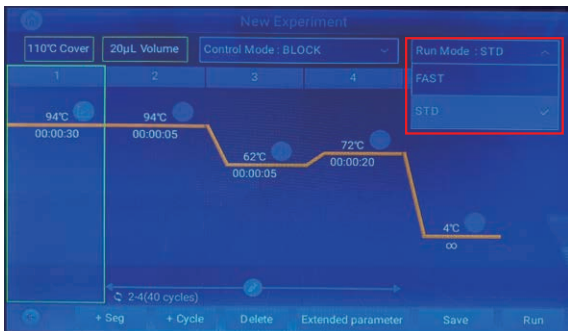 New Experiment
110℃ Cover
20μL Volume
Control Mode : BLOCK
Run Mode : STD
FAST
STD
1
2
3
4
94℃
00:00:30
94℃
00:00:05
62℃
00:00:05
72℃
00:00:20
4℃
∞
2-4(40 cycles)
+ Seg
+ Cycle
Delete
Extended parameter
Save
Run